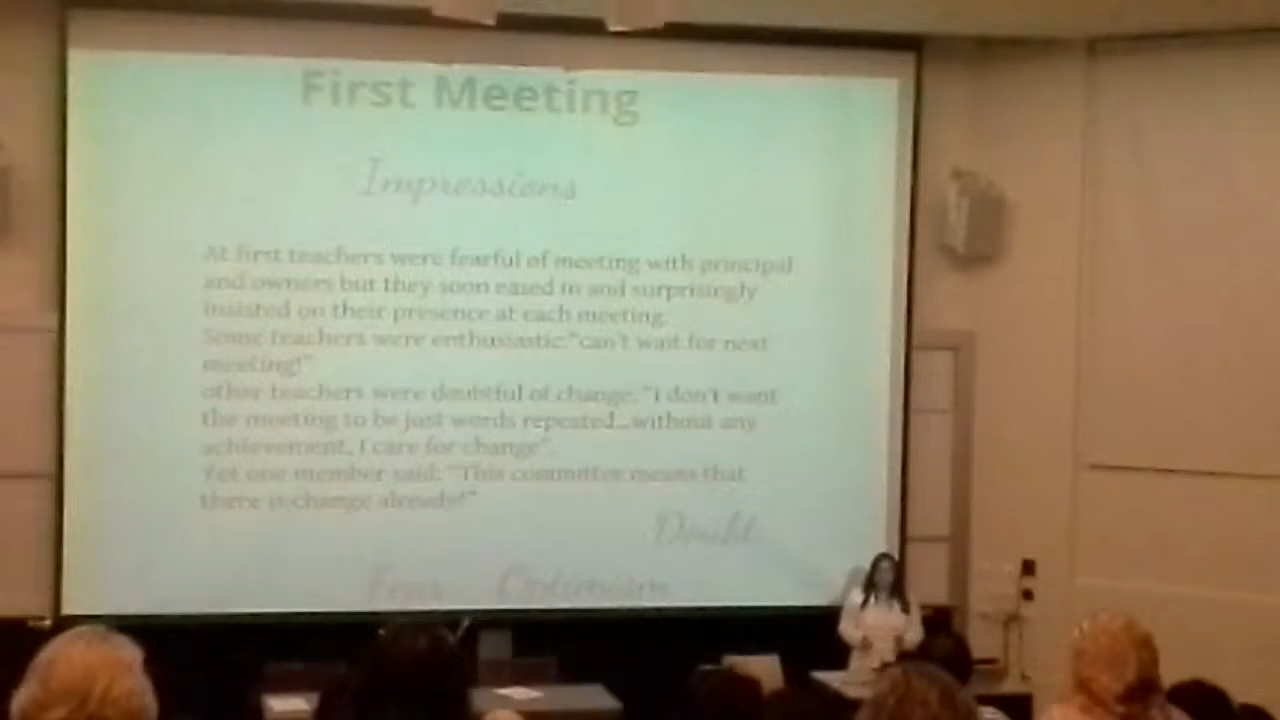 First Meeting
Impressions
At first teachers were fearful of meeting with principal
and owners but they soon eased in and surprisingly
insisted on their presence at each meeting.
Some teachers were enthusiastic:"can't wait for next
meeting!"
other teachers were doubtful of change: "I don't want
the meeting to be just words repeated...without any
achievement, I care for change".
Yet one member said: "This committee means that
there is change already!"
Doubt
Fear Optimism